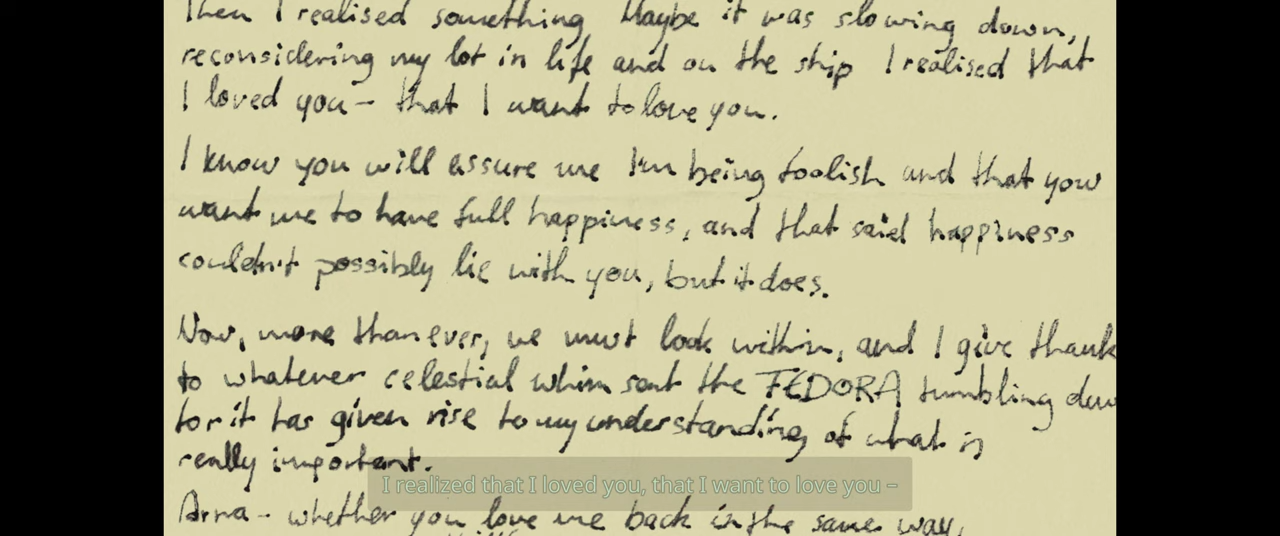 Then I realised something Maybe it was slowing down,
reconsidering my lot in life and on the ship I realised that
I loved you – that I want to love you.
I know you will assure me I'm being foolish and that you
want me to have full happiness, and that said happiness
couldn't possibly lie with you, but it does.
Now, more than ever, we must look within, and I give thank
to whatever celestial whim sent the FEDORA tumbling dow
for it has given rise to my understanding of what is
really important.
I realized that I loved you, that I want to love you –
Anna – whether you love me back in the same way,